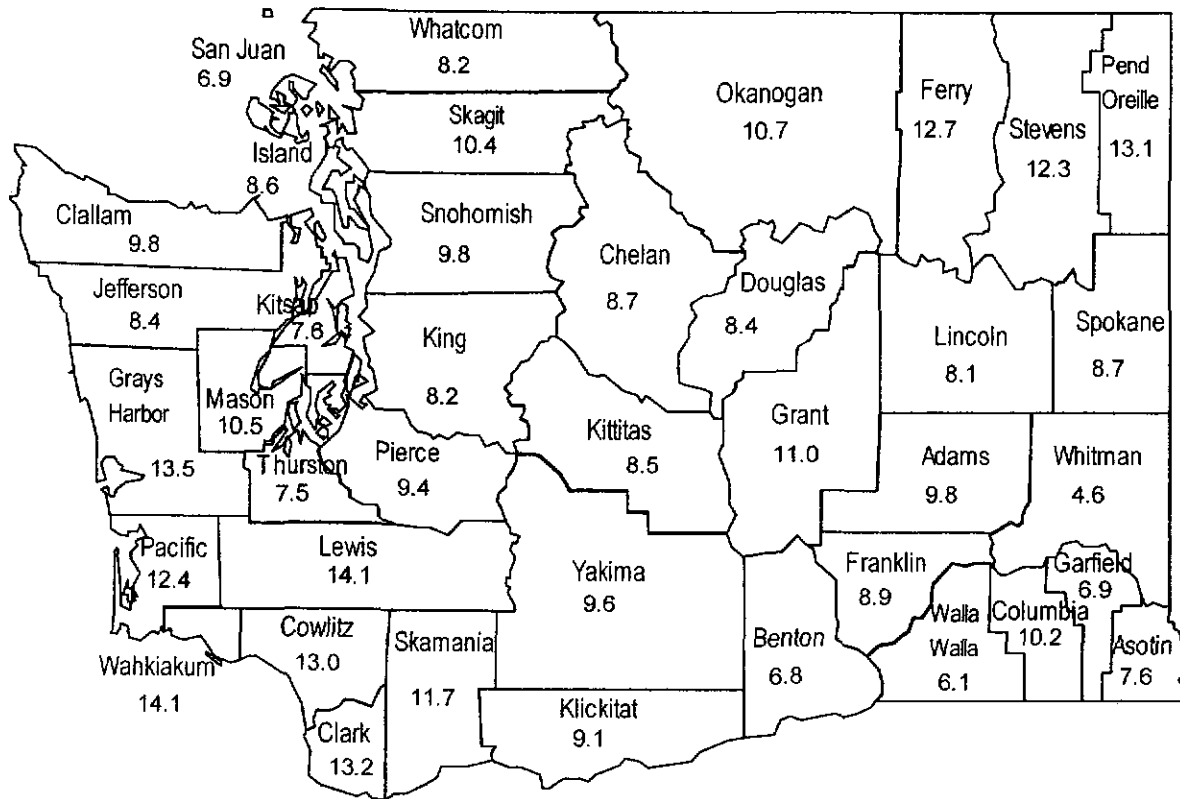 Whatcom
8.2
San Juan
6.9
Skagit
10.4
Island
8.6
Okanogan
10.7
Ferry
12.7
Stevens
12.3
Pend
Oreille
13.1
Clallam
9.8
Snohomish
9.8
Chelan
8.7
Douglas
8.4
Jefferson
8.4
Kitsap
7.6
King
8.2
Lincoln
8.1
Spokane
8.7
Grays
Harbor
13.5
Mason
10.5
Thurston
7.5
Pierce
9.4
Kittitas
8.5
Grant
11.0
Adams
9.8
Whitman
4.6
Pacific
12.4
Lewis
14.1
Yakima
9.6
Franklin
8.9
Garfield
6.9
Wahkiakum
14.1
Cowlitz
13.0
Skamania
11.7
Benton
6.8
Walla
Walla
6.1
Columbia
10.2
Asotin
7.6
Clark
13.2
Klickitat
9.1